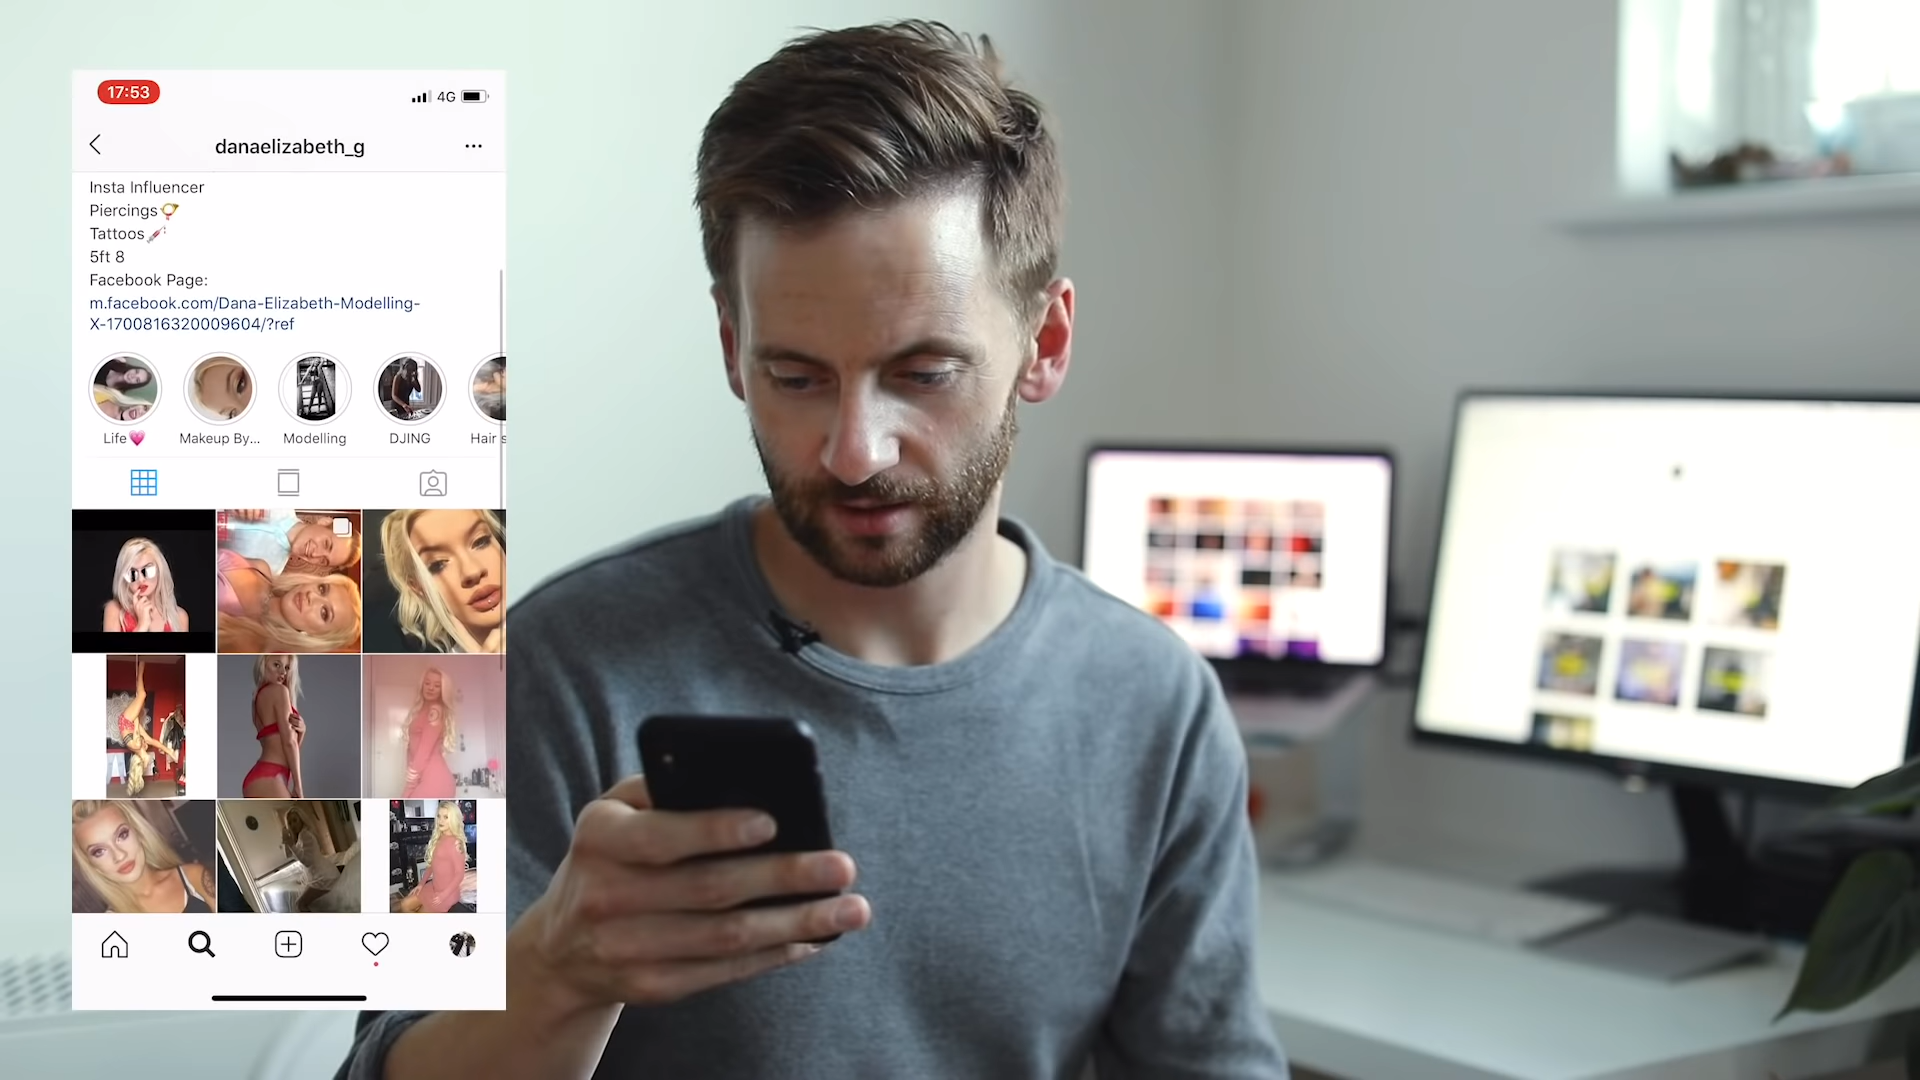 17:53
4G
danaelizabeth_g
Insta Influencer
Piercings
Tattoos
5ft 8
Facebook Page:
m.facebook.com/Dana-Elizabeth-Modelling-
X-1700816320009604/?ref
Life
Makeup By...
Modelling
DJING
Hair s